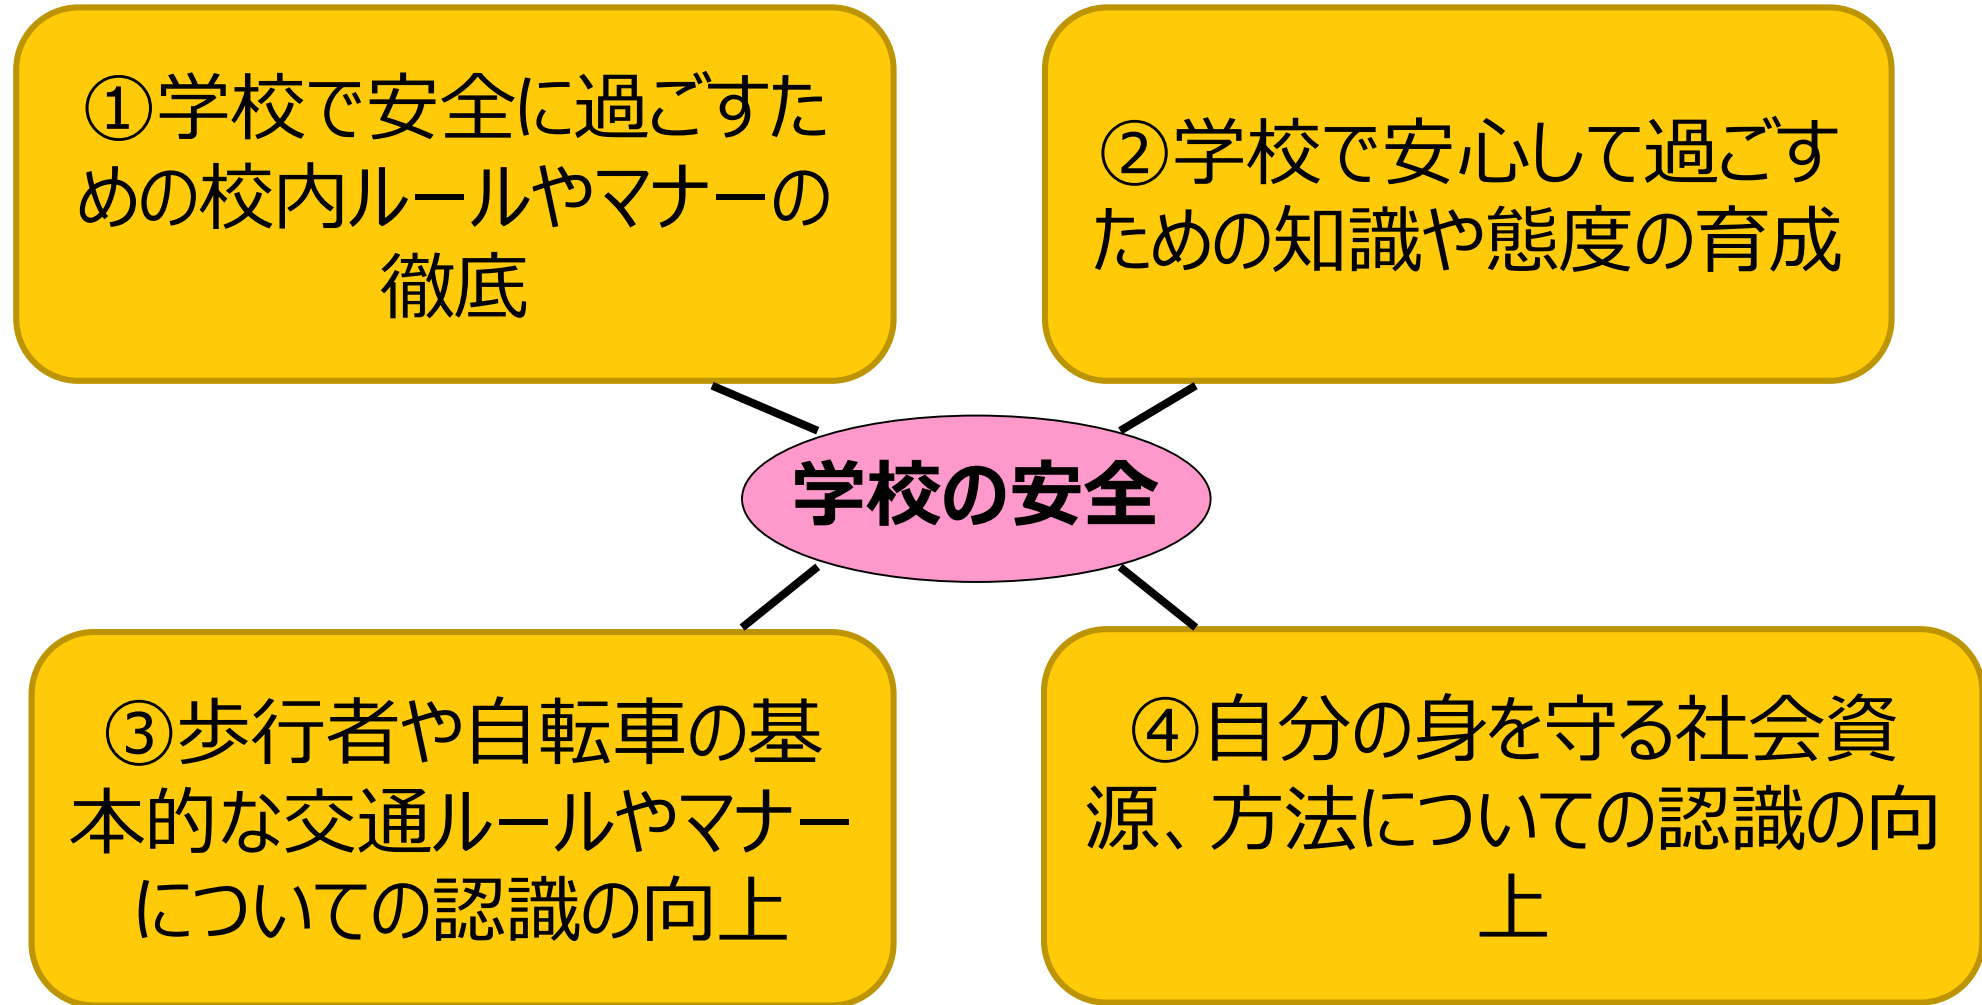 ①学校で安全に過ごすた
めの校内ルールやマナーの
徹底
②学校で安心して過ごす
ための知識や態度の育成
学校の安全
③歩行者や自転車の基
本的な交通ルールやマナー
についての認識の向上
④自分の身を守る社会資
源、方法についての認識の向
上